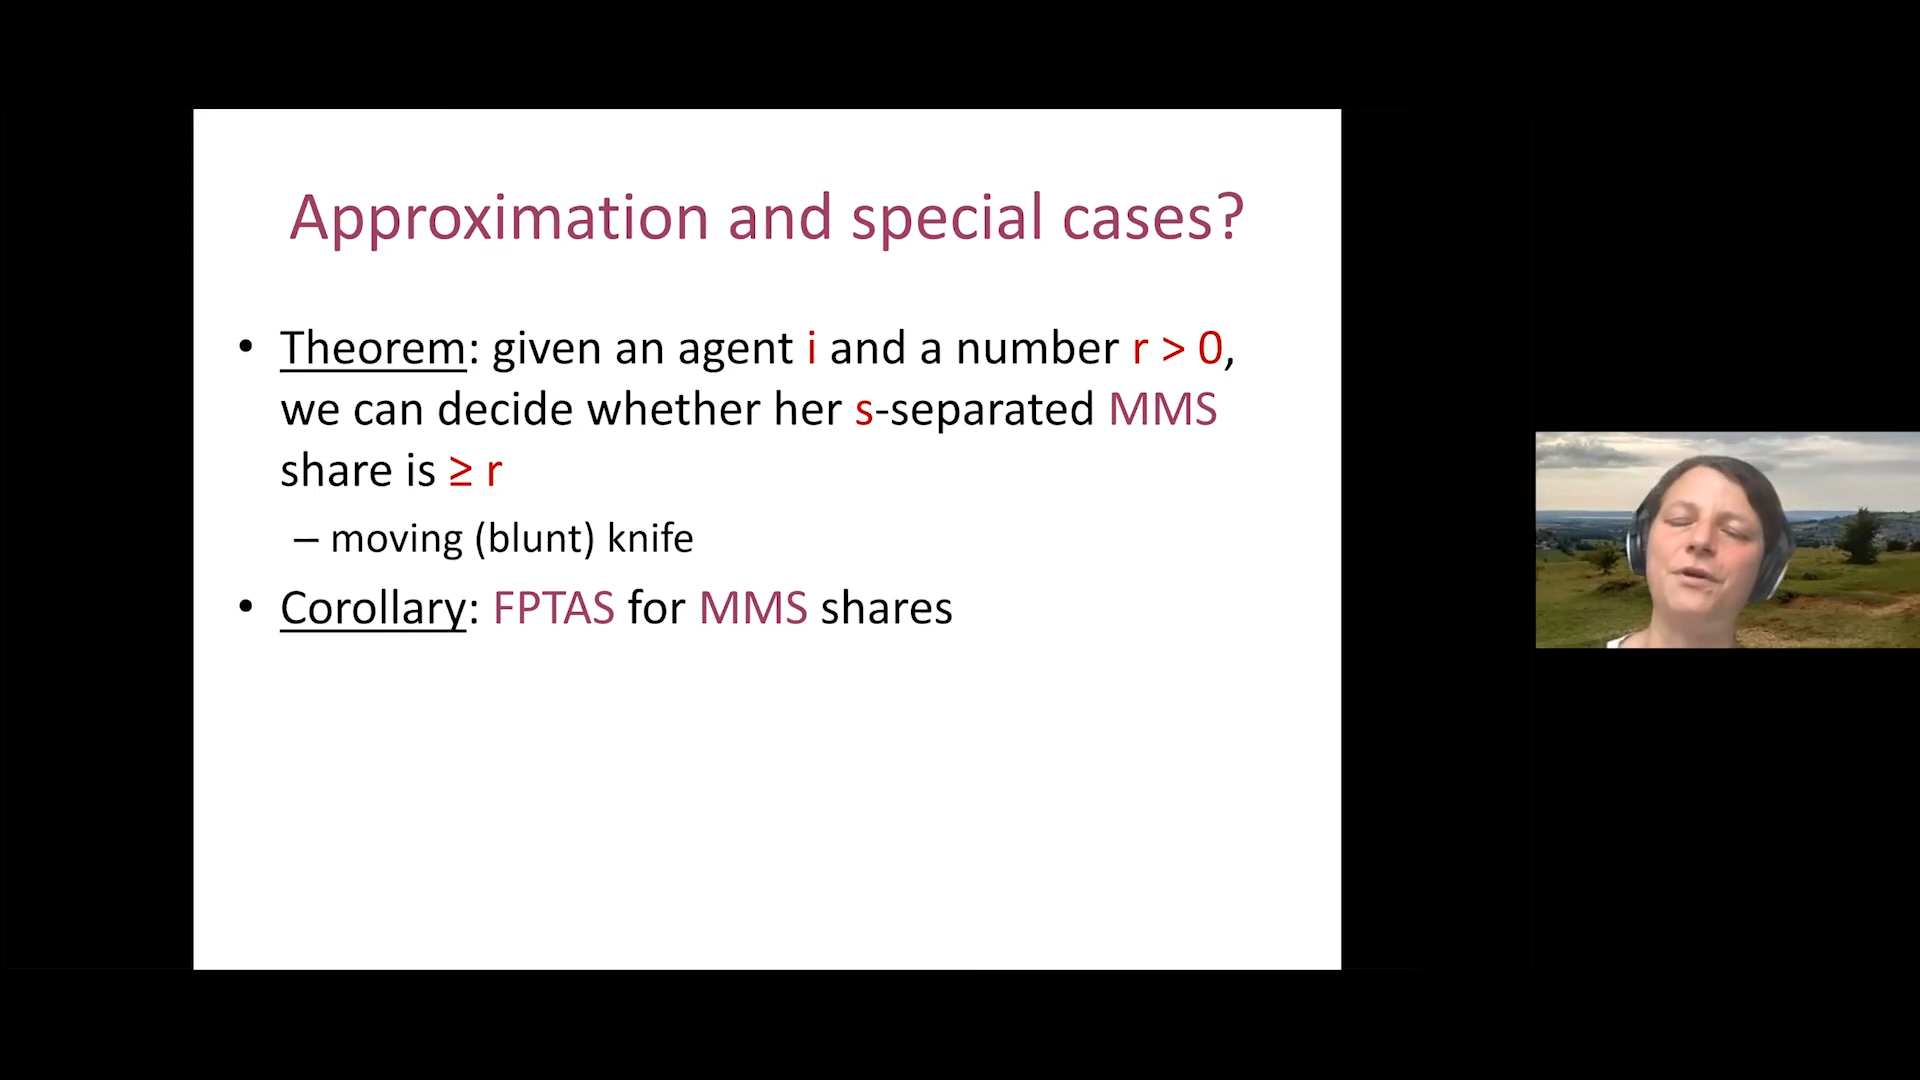 Approximation and special cases?
• Theorem: given an agent i and a number r > 0,
we can decide whether her s-separated MMS
share is ≥ r
– moving (blunt) knife
• Corollary: FPTAS for MMS shares